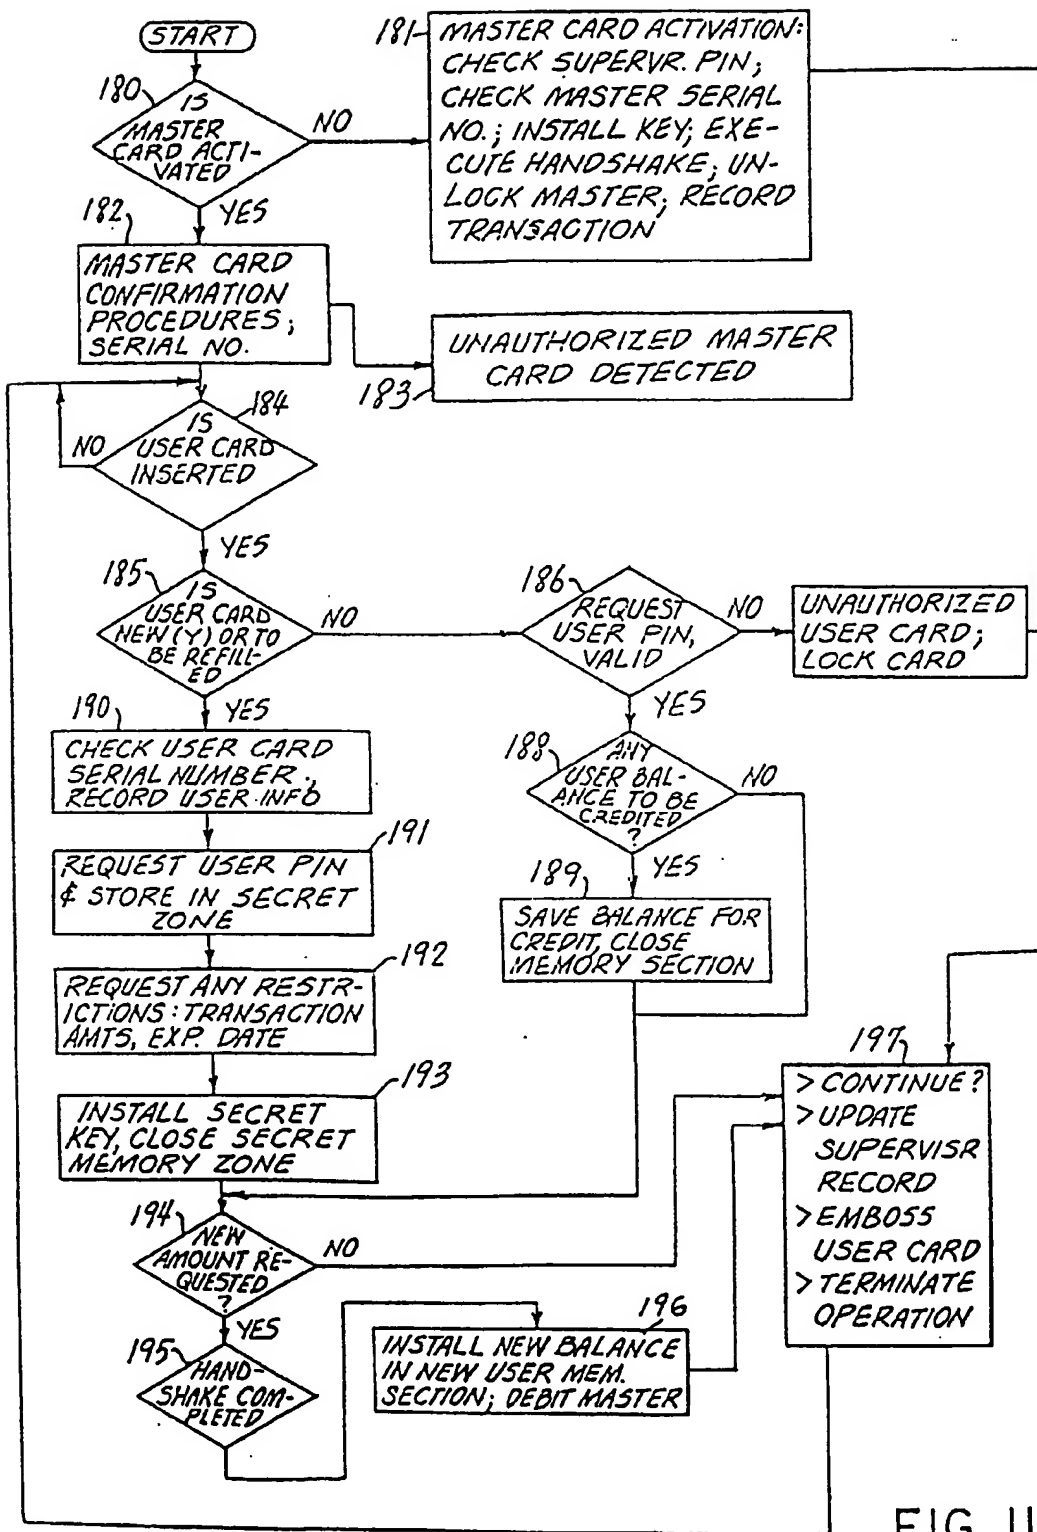 START
180
IS
MASTER
CARD ACTI-
VATED
NO
YES
181
MASTER CARD ACTIVATION:
CHECK SUPERVR. PIN;
CHECK MASTER SERIAL
NO.; INSTALL KEY; EXE-
CUTE HANDSHAKE; UN-
LOCK MASTER; RECORD
TRANSACTION
182
MASTER CARD
CONFIRMATION
PROCEDURES;
SERIAL NO.
UNAUTHORIZED MASTER
CARD DETECTED
183
184
IS
USER CARD
INSERTED
NO
YES
185
IS
USER CARD
NEW (Y) OR TO
BE REFILL-
ED
NO
YES
186
REQUEST
USER PIN,
VALID
NO
YES
UNAUTHORIZED
USER CARD;
LOCK CARD
188
ANY
USER BAL-
ANCE TO BE
CREDITED
?
NO
YES
189
SAVE BALANCE FOR
CREDIT, CLOSE
MEMORY SECTION
190
CHECK USER CARD
SERIAL NUMBER;
RECORD USER INFO
191
REQUEST USER PIN
& STORE IN SECRET
ZONE
192
REQUEST ANY RESTR-
ICTIONS: TRANSACTION
AMTS, EXP. DATE
193
INSTALL SECRET
KEY, CLOSE SECRET
MEMORY ZONE
194
NEW
AMOUNT RE-
QUESTED
?
NO
YES
195
HAND-
SHAKE COM-
PLETED
196
INSTALL NEW BALANCE
IN NEW USER MEM.
SECTION; DEBIT MASTER
197
> CONTINUE?
> UPDATE
SUPERVISR
RECORD
> EMBOSS
USER CARD
> TERMINATE
OPERATION
FIG. 11